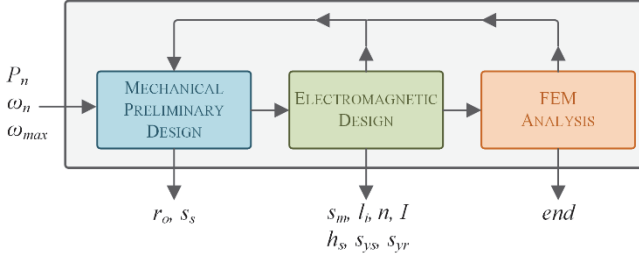 Pn
ωn
ωmax
MECHANICAL
PRELIMINARY
DESIGN
ELECTROMAGNETIC
DESIGN
FEM
ANALYSIS
ro, ss
sm, li, n, I
hs, sys, syr
end